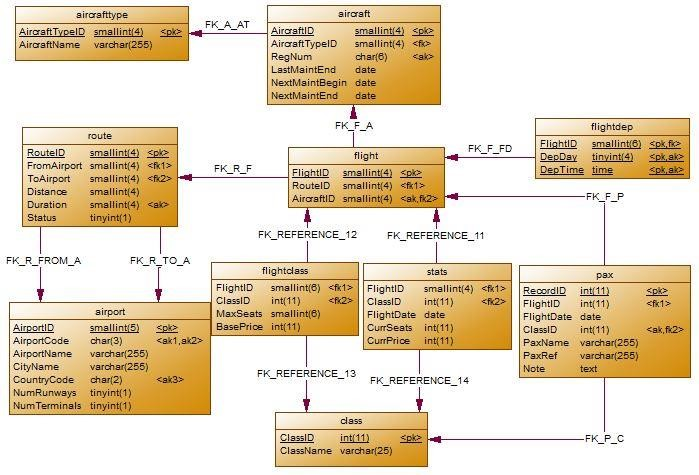 aircrafttype
AircraftTypeID smallint(4) <pk>
AircraftName varchar(255)
FK_A_AT
aircraft
AircraftID smallint(4) <pk>
AircraftTypeID smallint(4) <fk>
RegNum char(6) <ak>
LastMaintEnd date
NextMaintBegin date
NextMaintEnd date
FK_F_A
route
RouteID smallint(4) <pk>
FromAirport smallint(4) <fk1>
ToAirport smallint(4) <fk2>
Distance smallint(4)
Duration smallint(4) <ak>
Status tinyint(1)
FK_R_F
flight
FlightID smallint(4) <pk>
RouteID smallint(4) <fk1>
AircraftID smallint(4) <ak,fk2>
FK_F_FD
flightdep
FlightID smallint(6) <pk,fk>
DepDay tinyint(4) <pk,ak>
DepTime time <pk,ak>
FK_F_P
FK_R_FROM_A
FK_R_TO_A
FK_REFERENCE_12
FK_REFERENCE_11
airport
AirportID smallint(5) <pk>
AirportCode char(3) <ak1,ak2>
AirportName varchar(255)
CityName varchar(255)
CountryCode char(2) <ak3>
NumRunways tinyint(1)
NumTerminals tinyint(1)
flightclass
FlightID smallint(6) <fk1>
ClassID int(11) <fk2>
MaxSeats smallint(6)
BasePrice int(11)
stats
FlightID smallint(4) <fk1>
ClassID int(11) <fk2>
FlightDate date
CurrSeats int(11)
CurrPrice int(11)
pax
RecordID int(11) <pk>
FlightID int(11) <fk1>
FlightDate date
ClassID int(11) <ak,fk2>
PaxName varchar(255)
PaxRef varchar(255)
Note text
FK_REFERENCE_13
FK_REFERENCE_14
class
ClassID int(11) <pk>
ClassName varchar(25)
FK_P_C